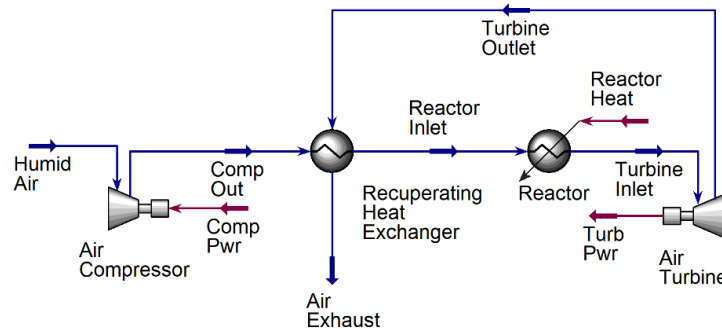 Turbine
Outlet
Reactor
Heat
Reactor
Inlet
Humid
Air
Comp
Out
Turbine
Inlet
Reactor
Recuperating
Heat
Exchanger
Comp
Pwr
Turb
Pwr
Air
Compressor
Air
Turbine
Air
Exhaust